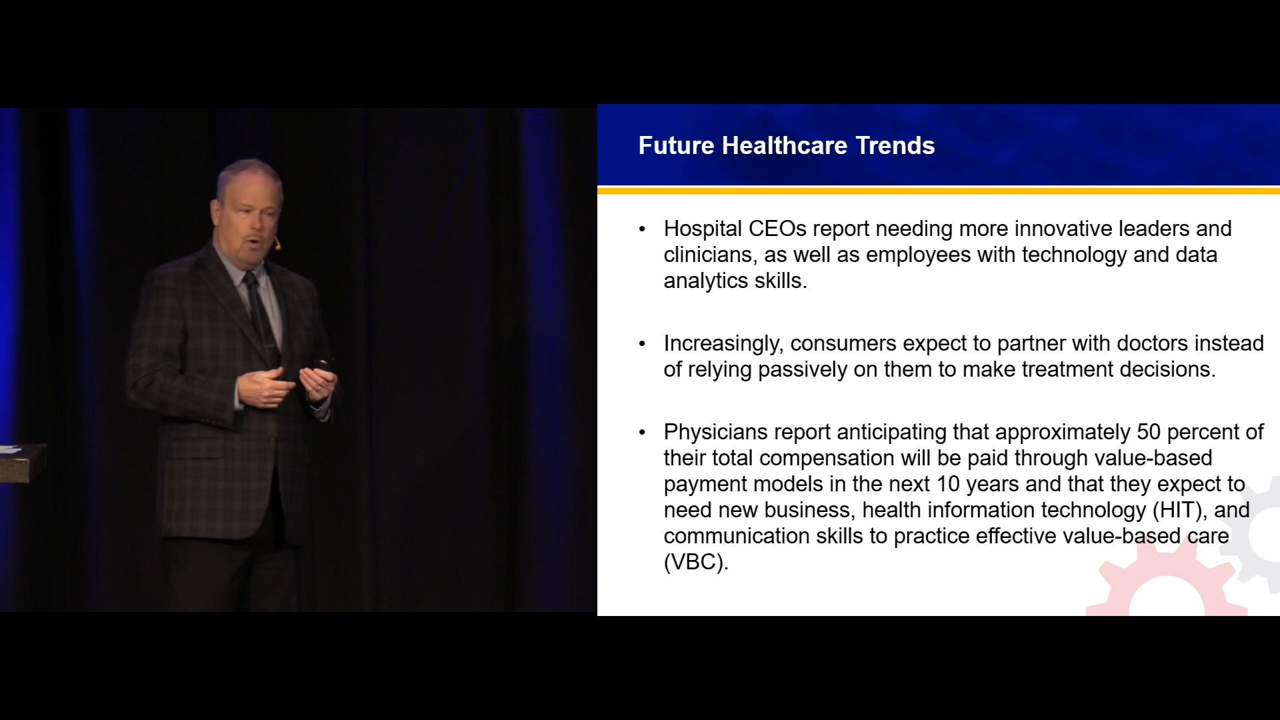 Future Healthcare Trends
• Hospital CEOs report needing more innovative leaders and
clinicians, as well as employees with technology and data
analytics skills.
• Increasingly, consumers expect to partner with doctors instead
of relying passively on them to make treatment decisions.
• Physicians report anticipating that approximately 50 percent of
their total compensation will be paid through value-based
payment models in the next 10 years and that they expect to
need new business, health information technology (HIT), and
communication skills to practice effective value-based care
(VBC).